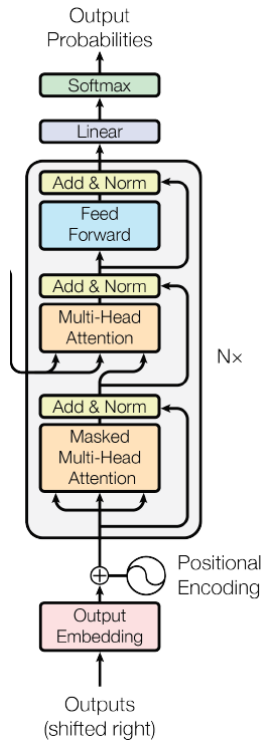 Output
Probabilities
Softmax
Linear
Add & Norm
Feed
Forward
Add & Norm
Multi-Head
Attention
N×
Add & Norm
Masked
Multi-Head
Attention
Positional
Encoding
Output
Embedding
Outputs
(shifted right)